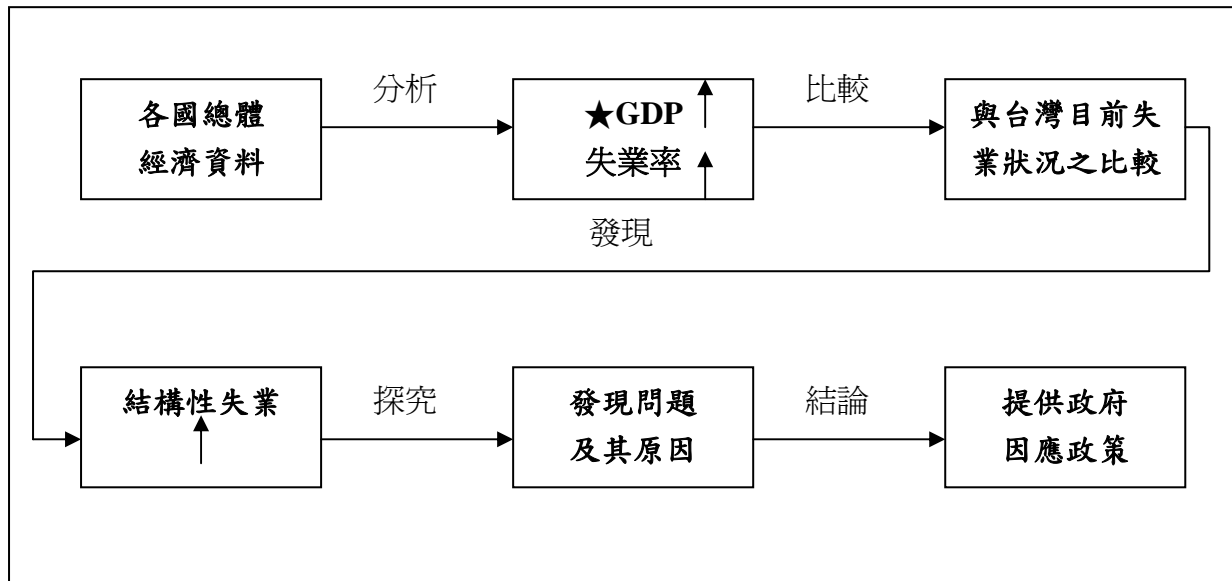 各國總體
經濟資料
分析
★GDP ↑
失業率 ↑
比較
與台灣目前失
業狀況之比較
發現
結構性失業
↑
探究
發現問題
及其原因
結論
提供政府
因應政策